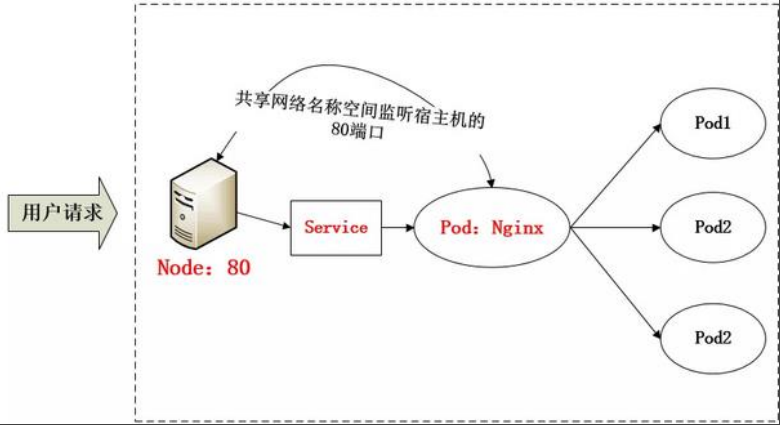 共享网络名称空间监听宿主机的
80端口
用户请求
Node：80
Service
Pod：Nginx
Pod1
Pod2
Pod2